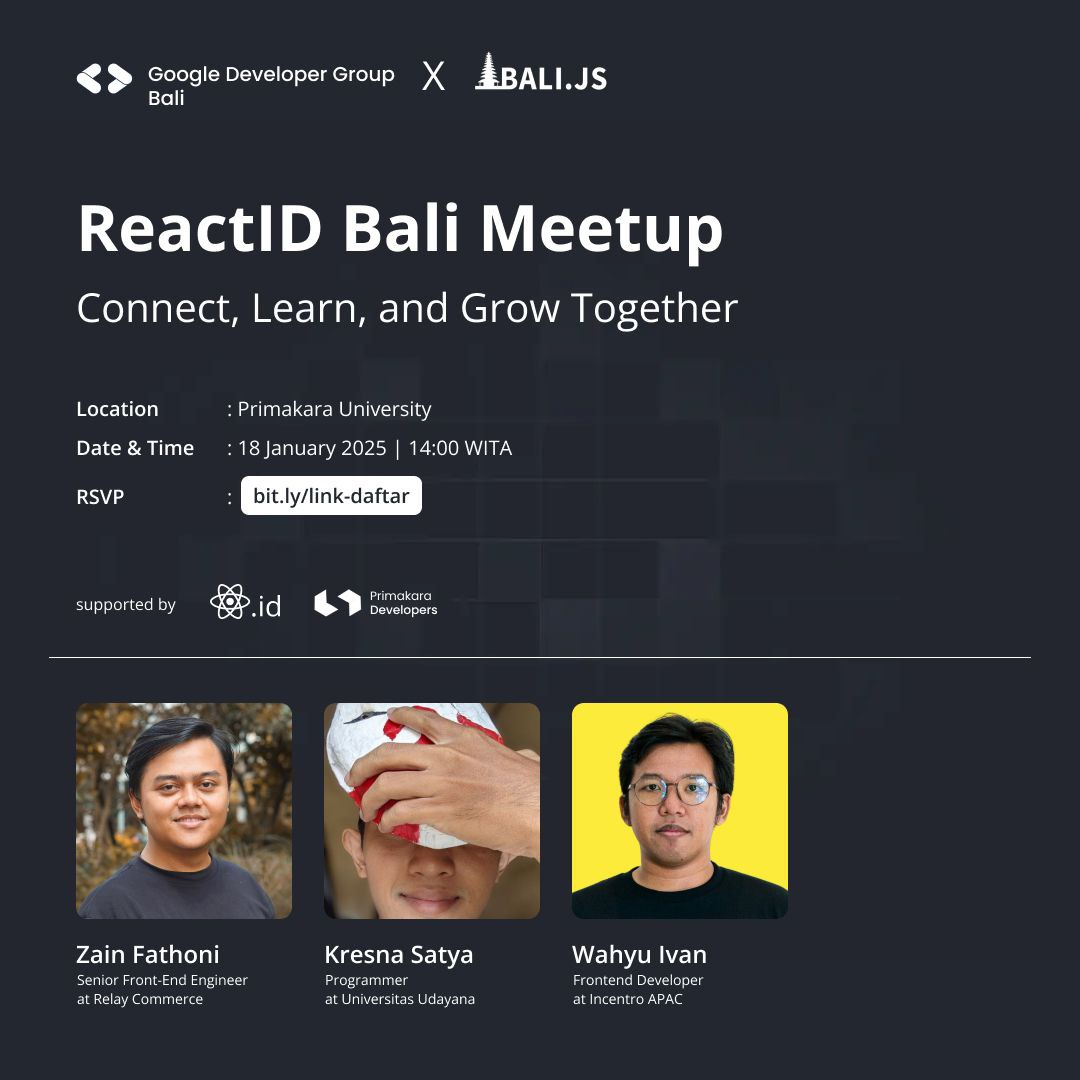 Google Developer Group
Bali
X
BALI.JS
ReactID Bali Meetup
Connect, Learn, and Grow Together
Location : Primakara University
Date & Time : 18 January 2025 | 14:00 WITA
RSVP : bit.ly/link-daftar
supported by .id Primakara
Developers
Zain Fathoni
Senior Front-End Engineer
at Relay Commerce
Kresna Satya
Programmer
at Universitas Udayana
Wahyu Ivan
Frontend Developer
at Incentro APAC